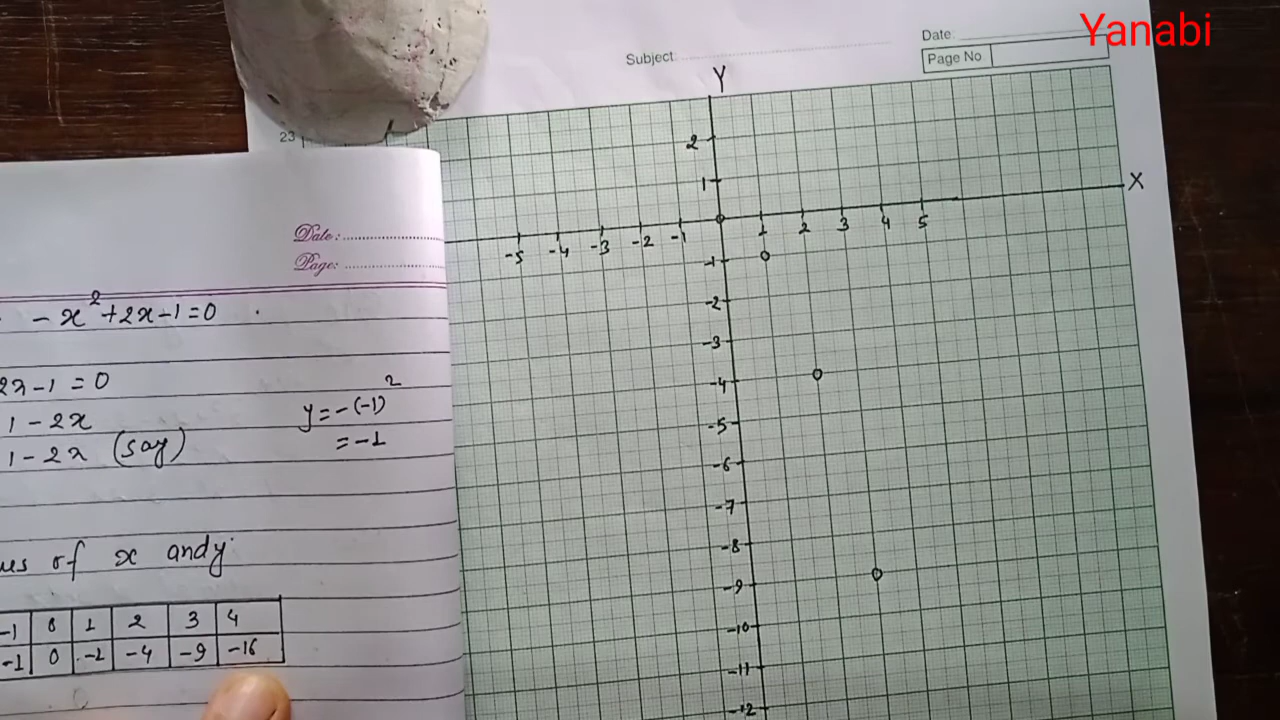 Yanabi
Subject:
Date:
Page No
23
Y
X
2
1
-5 -4 -3 -2 -1 1 2 3 4 5
-1
-2
-3
-4
-5
-6
-7
-8
-9
-10
-11
-12
Date:
Page:
- x²+2x-1=0 .
2x-1=0
1-2x
1-2x (say)
y=-(-1)²
=-1
of x and y
-1 0 1 2 3 4
-1 0 -1 -4 -9 -16